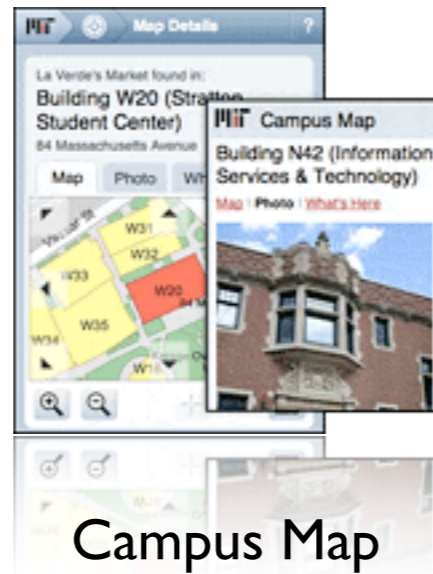 MIT Map Details ?
La Verde's Market found in:
Building W20 (Stratton
Student Center)
84 Massachusetts Avenue
Map Photo Wh
W31
W32
W33
W20
W35
W34
MIT Campus Map
Building N42 (Information
Services & Technology)
Map | Photo | What's Here
Campus Map